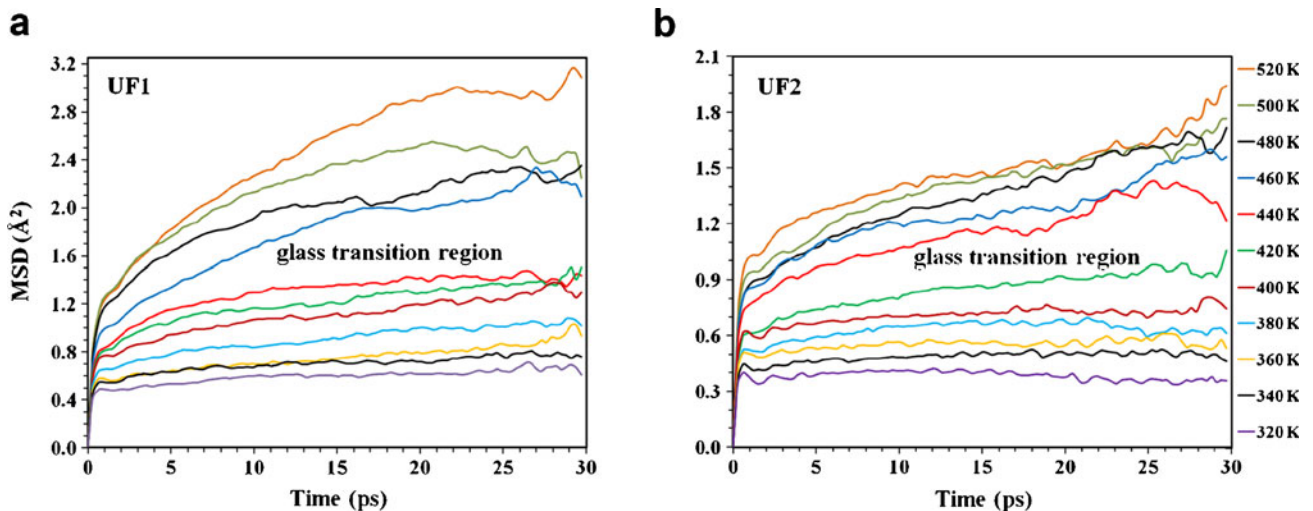 a
UF1
MSD (Å²)
3.2
2.8
2.4
2.0
1.6
1.2
0.8
0.4
0.0
glass transition region
0 5 10 15 20 25 30
Time (ps)
b
UF2
2.1
1.8
1.5
1.2
0.9
0.6
0.3
0.0
glass transition region
0 5 10 15 20 25 30
Time (ps)
520 K
500 K
480 K
460 K
440 K
420 K
400 K
380 K
360 K
340 K
320 K